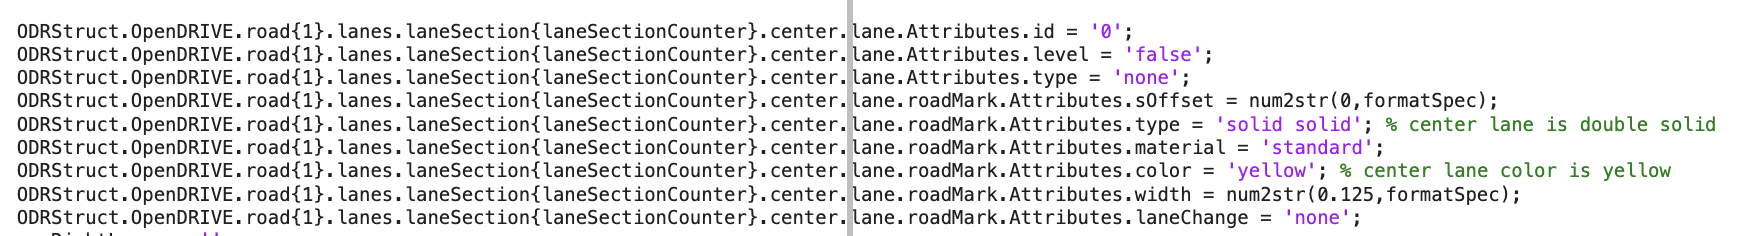 ODRStruct.OpenDRIVE.road{1}.lanes.laneSection{laneSectionCounter}.center.lane.Attributes.id = '0';
ODRStruct.OpenDRIVE.road{1}.lanes.laneSection{laneSectionCounter}.center.lane.Attributes.level = 'false';
ODRStruct.OpenDRIVE.road{1}.lanes.laneSection{laneSectionCounter}.center.lane.Attributes.type = 'none';
ODRStruct.OpenDRIVE.road{1}.lanes.laneSection{laneSectionCounter}.center.lane.roadMark.Attributes.sOffset = num2str(0,formatSpec);
ODRStruct.OpenDRIVE.road{1}.lanes.laneSection{laneSectionCounter}.center.lane.roadMark.Attributes.type = 'solid solid'; % center lane is double solid
ODRStruct.OpenDRIVE.road{1}.lanes.laneSection{laneSectionCounter}.center.lane.roadMark.Attributes.material = 'standard';
ODRStruct.OpenDRIVE.road{1}.lanes.laneSection{laneSectionCounter}.center.lane.roadMark.Attributes.color = 'yellow'; % center lane color is yellow
ODRStruct.OpenDRIVE.road{1}.lanes.laneSection{laneSectionCounter}.center.lane.roadMark.Attributes.width = num2str(0.125,formatSpec);
ODRStruct.OpenDRIVE.road{1}.lanes.laneSection{laneSectionCounter}.center.lane.roadMark.Attributes.laneChange = 'none';